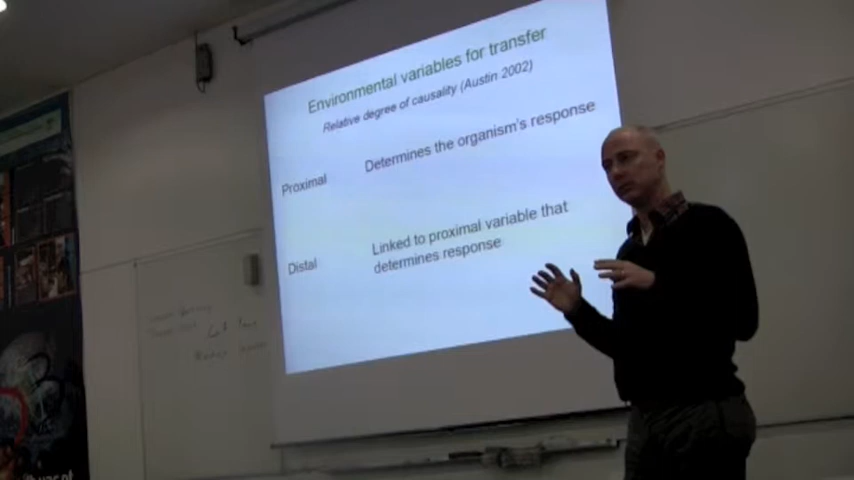 Environmental variables for transfer
Relative degree of causality (Austin 2002)
Proximal
Determines the organism's response
Distal
Linked to proximal variable that
determines response